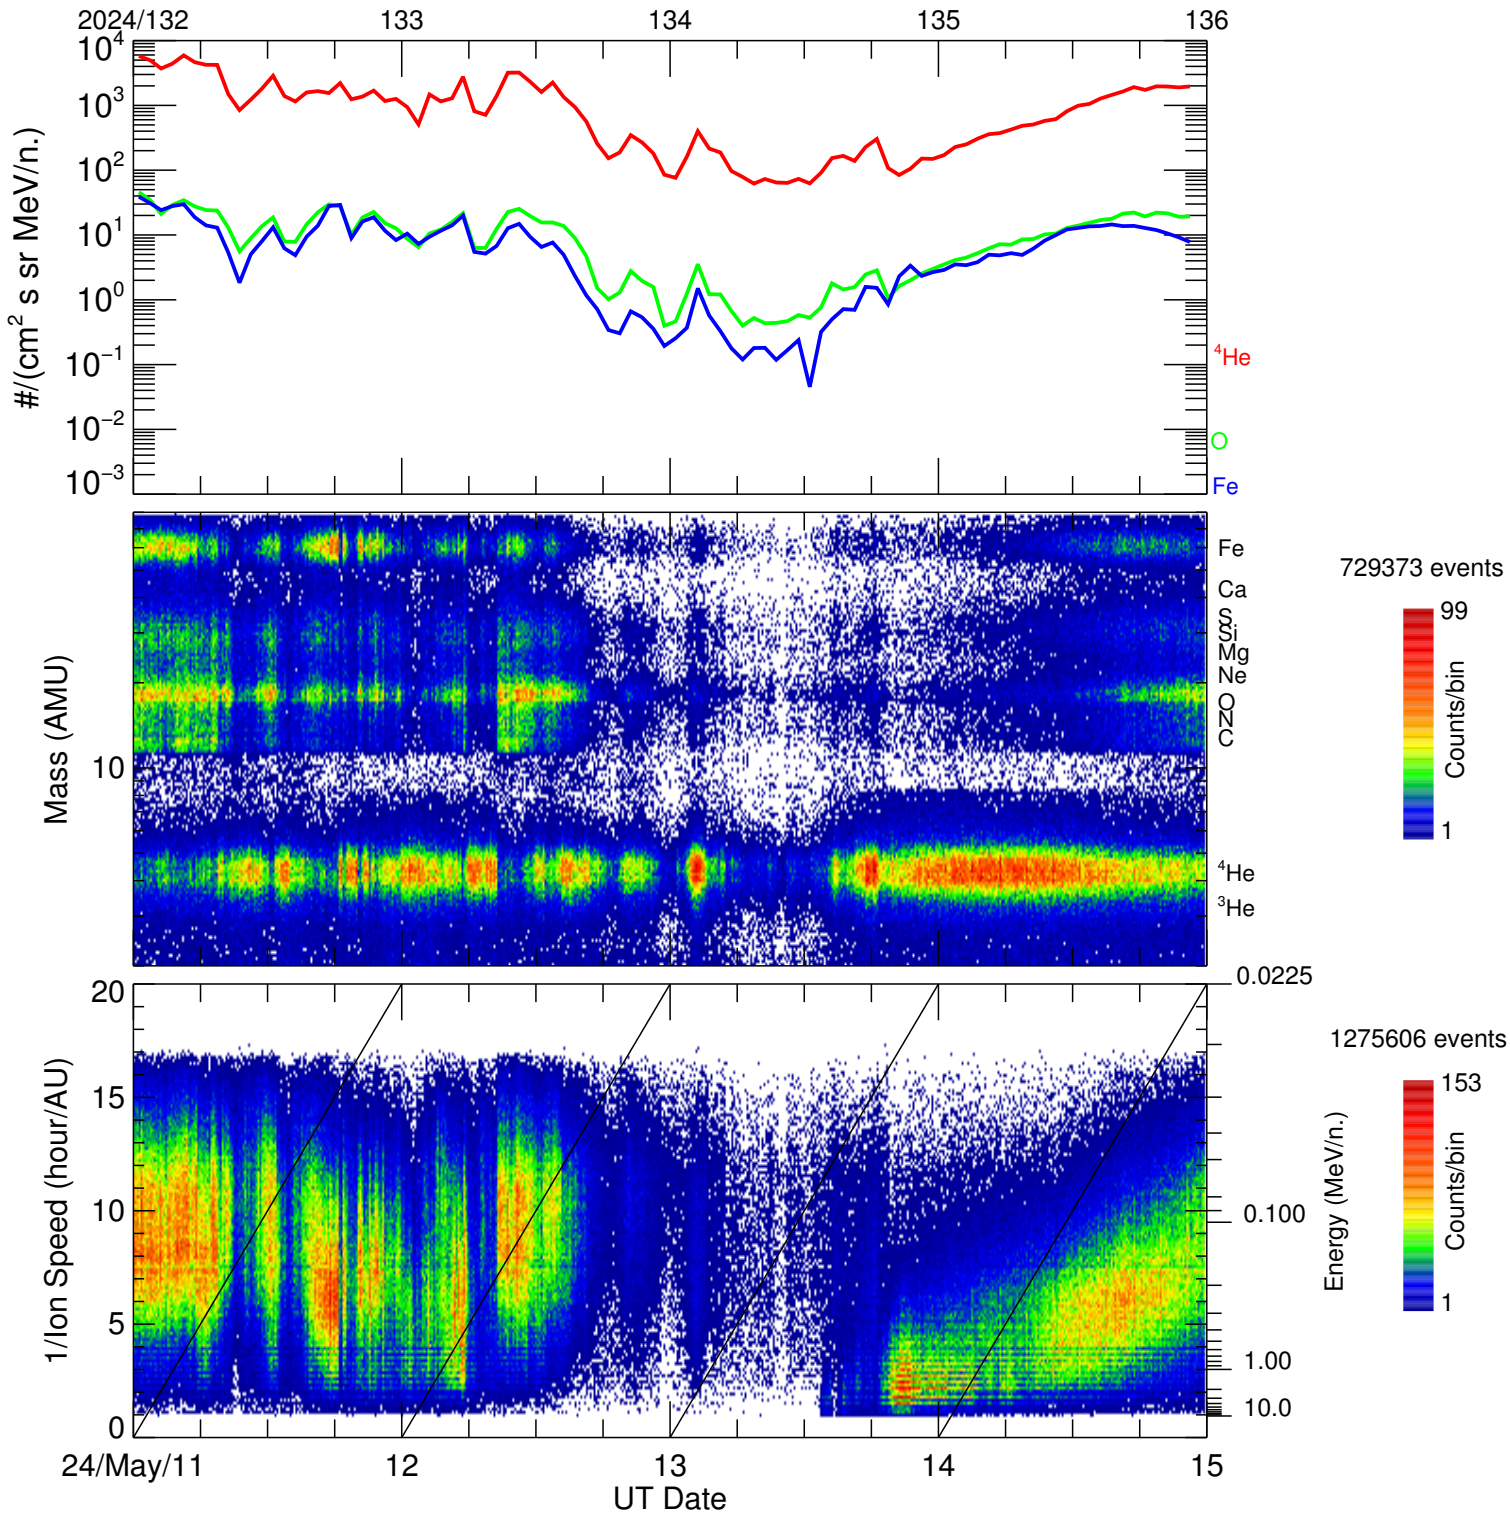 2024/132 133 134 135 136
10⁴
10³
10²
10¹
10⁰
10⁻¹
10⁻²
10⁻³
#/(cm² s sr MeV/n.)
⁴He
O
Fe
Mass (AMU)
10
Fe
Ca
S
Si
Mg
Ne
O
N
C
⁴He
³He
729373 events
99
Counts/bin
1
1/Ion Speed (hour/AU)
20
15
10
5
0
0.0225
0.100
1.00
10.0
Energy (MeV/n.)
1275606 events
153
Counts/bin
1
24/May/11 12 13 14 15
UT Date